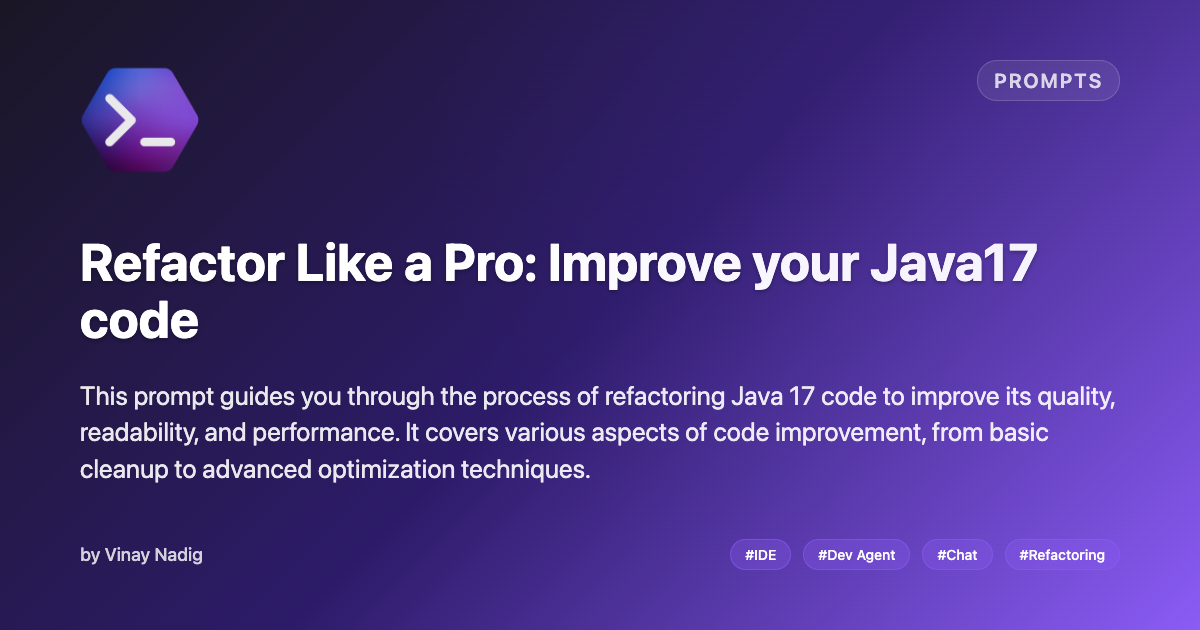 PROMPTS
Refactor Like a Pro: Improve your Java17
code
This prompt guides you through the process of refactoring Java 17 code to improve its quality,
readability, and performance. It covers various aspects of code improvement, from basic
cleanup to advanced optimization techniques.
by Vinay Nadig
#IDE
#Dev Agent
#Chat
#Refactoring